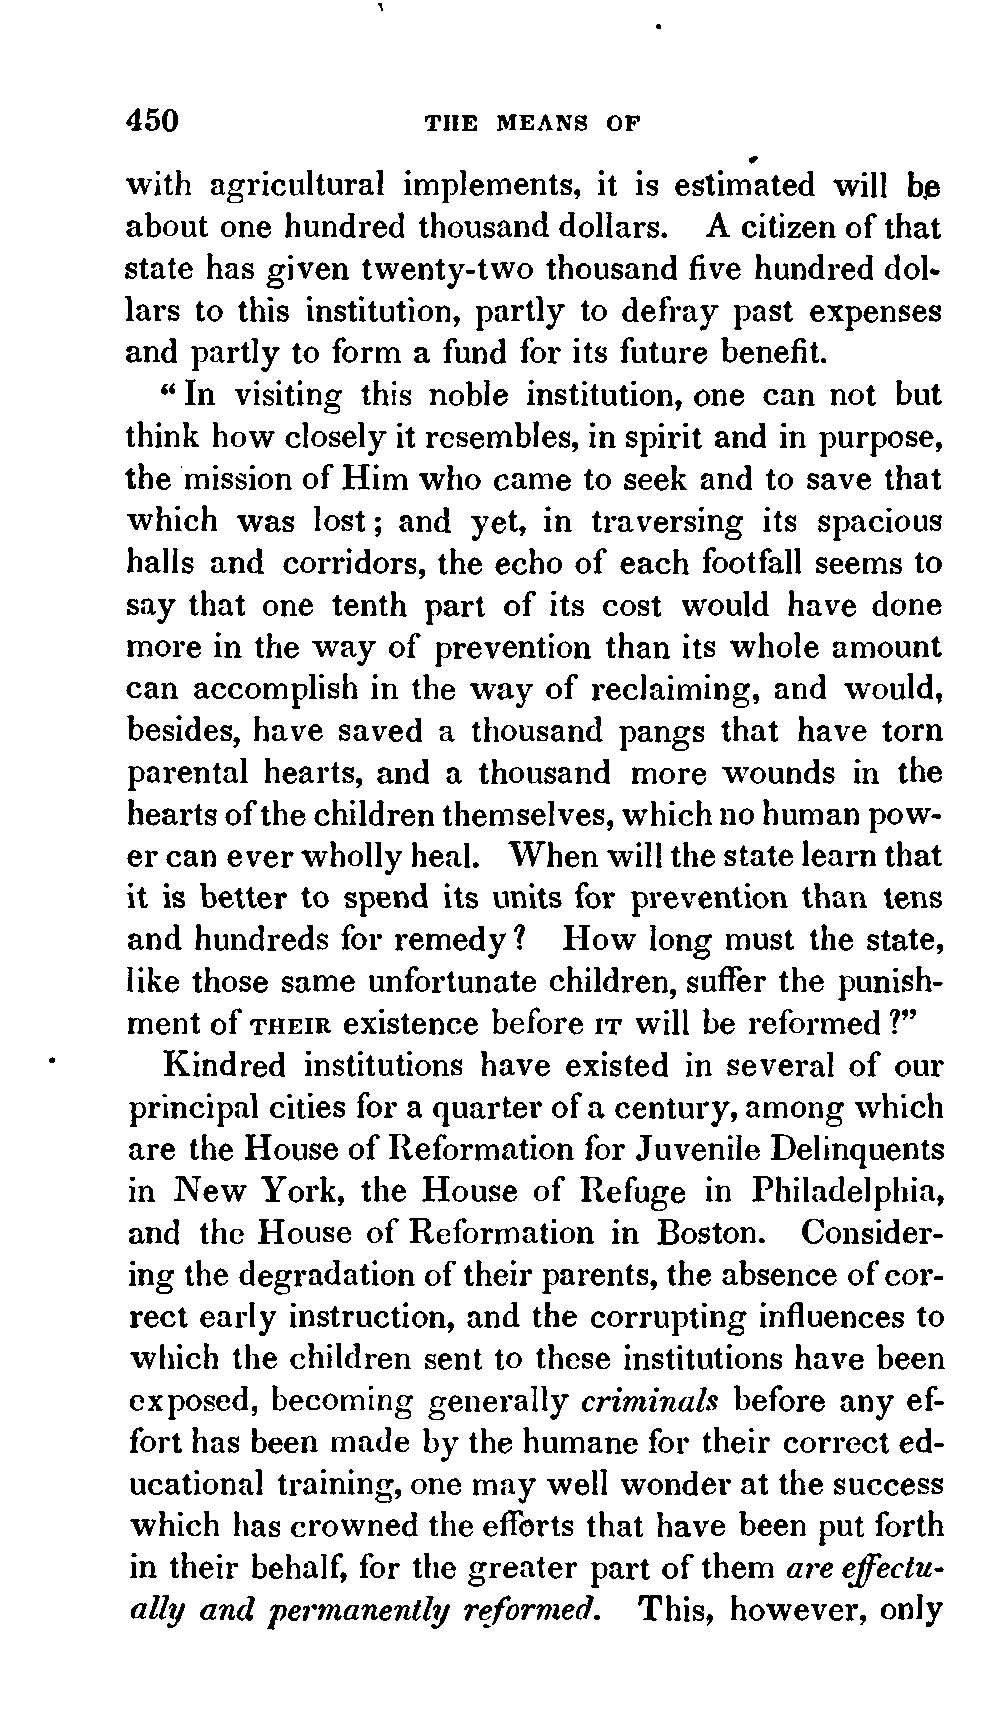 450 THE MEANS OF
with agricultural implements, it is estimated will be
about one hundred thousand dollars. A citizen of that
state has given twenty-two thousand five hundred dol-
lars to this institution, partly to defray past expenses
and partly to form a fund for its future benefit.
“In visiting this noble institution, one can not but
think how closely it resembles, in spirit and in purpose,
the mission of Him who came to seek and to save that
which was lost; and yet, in traversing its spacious
halls and corridors, the echo of each footfall seems to
say that one tenth part of its cost would have done
more in the way of prevention than its whole amount
can accomplish in the way of reclaiming, and would,
besides, have saved a thousand pangs that have torn
parental hearts, and a thousand more wounds in the
hearts of the children themselves, which no human pow-
er can ever wholly heal. When will the state learn that
it is better to spend its units for prevention than tens
and hundreds for remedy? How long must the state,
like those same unfortunate children, suffer the punish-
ment of THEIR existence before IT will be reformed?”
Kindred institutions have existed in several of our
principal cities for a quarter of a century, among which
are the House of Reformation for Juvenile Delinquents
in New York, the House of Refuge in Philadelphia,
and the House of Reformation in Boston. Consider-
ing the degradation of their parents, the absence of cor-
rect early instruction, and the corrupting influences to
which the children sent to these institutions have been
exposed, becoming generally criminals before any ef-
fort has been made by the humane for their correct ed-
ucational training, one may well wonder at the success
which has crowned the efforts that have been put forth
in their behalf, for the greater part of them are effectu-
ally and permanently reformed. This, however, only